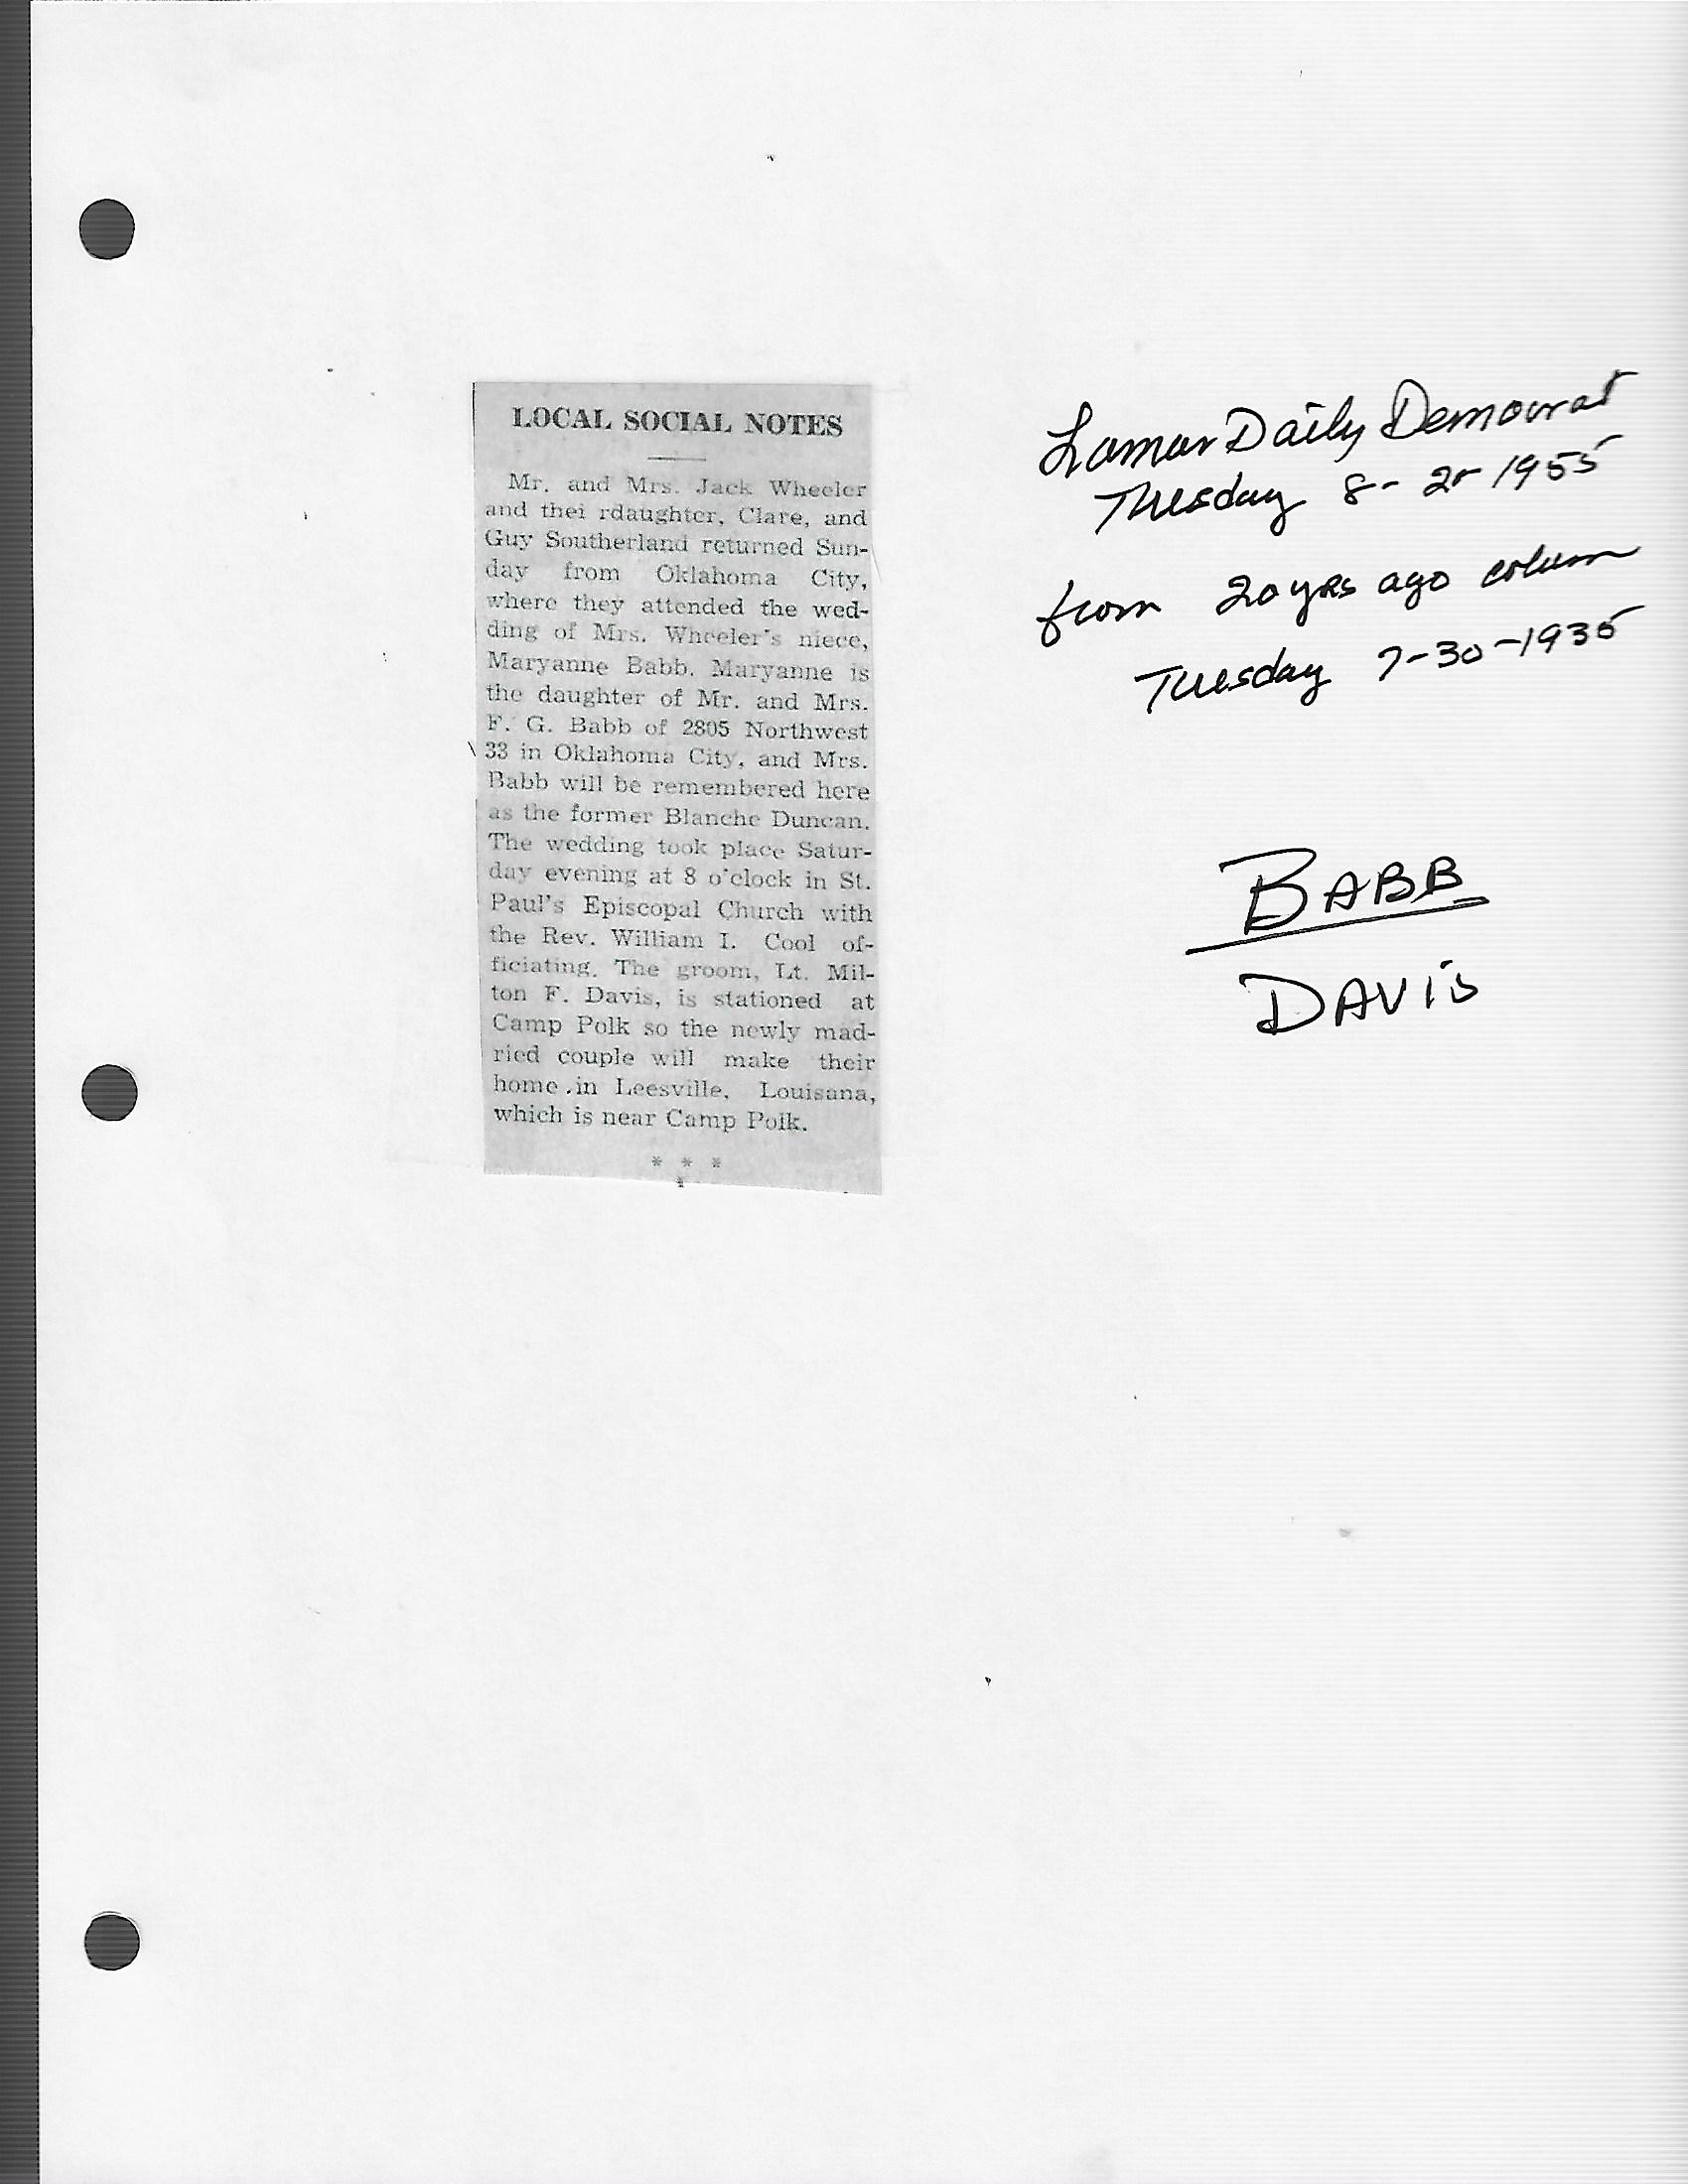 LOCAL SOCIAL NOTES
Mr. and Mrs. Jack Wheeler
and thei rdaughter, Clare, and
Guy Southerland returned Sun-
day from Oklahoma City,
where they attended the wed-
ding of Mrs. Wheeler's niece,
Maryanne Babb. Maryanne is
the daughter of Mr. and Mrs.
F. G. Babb of 2805 Northwest
33 in Oklahoma City, and Mrs.
Babb will be remembered here
as the former Blanche Duncan.
The wedding took place Satur-
day evening at 8 o'clock in St.
Paul's Episcopal Church with
the Rev. William I. Cool of-
ficiating. The groom, Lt. Mil-
ton F. Davis, is stationed at
Camp Polk so the newly mad-
ried couple will make their
home in Leesville, Louisana,
which is near Camp Polk.
* * *
Lamar Daily Democrat
Tuesday 8-2-1955
from 20 yrs ago colum
Tuesday 7-30-1935
BABB
DAVIS